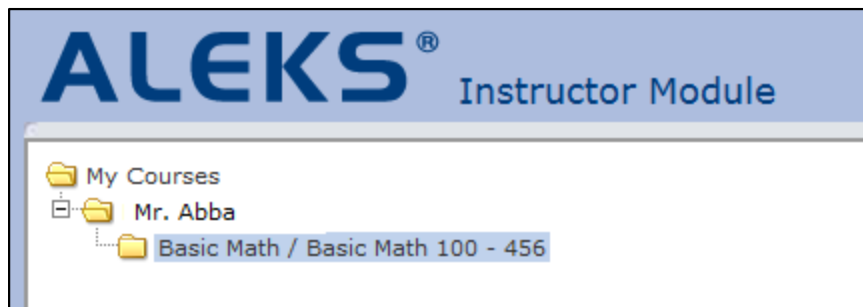 ALEKS® Instructor Module
My Courses
Mr. Abba
Basic Math / Basic Math 100 - 456